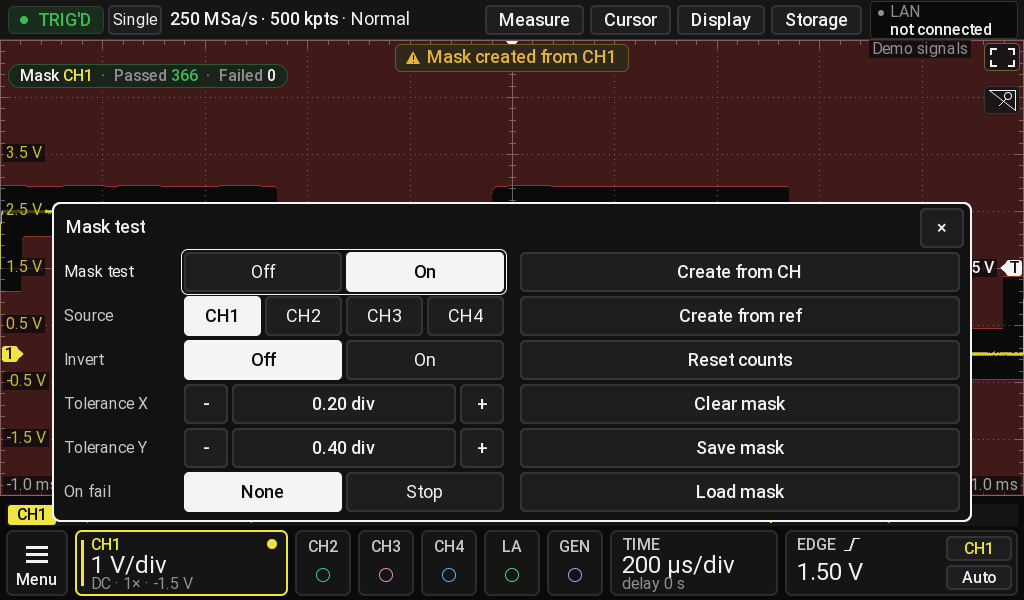 TRIG'D
Single
250 MSa/s · 500 kpts · Normal
Measure
Cursor
Display
Storage
LAN
not connected
Demo signals
Mask created from CH1
Mask CH1 · Passed 366 · Failed 0
3.5 V
2.5 V
1.5 V
0.5 V
1
-0.5 V
-1.5 V
-1.0 ms
5 V
T
1.0 ms
Mask test
×
Mask test
Off
On
Create from CH
Source
CH1
CH2
CH3
CH4
Create from ref
Invert
Off
On
Reset counts
Tolerance X
-
0.20 div
+
Clear mask
Tolerance Y
-
0.40 div
+
Save mask
On fail
None
Stop
Load mask
CH1
Menu
CH1
1 V/div
DC · 1× · -1.5 V
CH2
CH3
CH4
LA
GEN
TIME
200 µs/div
delay 0 s
EDGE
1.50 V
CH1
Auto